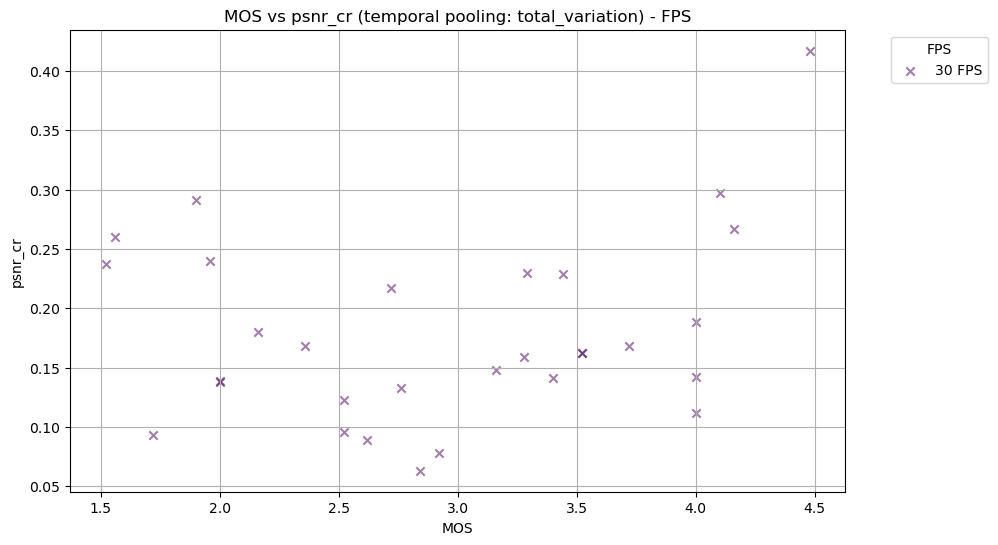 MOS vs psnr_cr (temporal pooling: total_variation) - FPS
FPS
30 FPS
psnr_cr
0.40
0.35
0.30
0.25
0.20
0.15
0.10
0.05
1.5 2.0 2.5 3.0 3.5 4.0 4.5
MOS